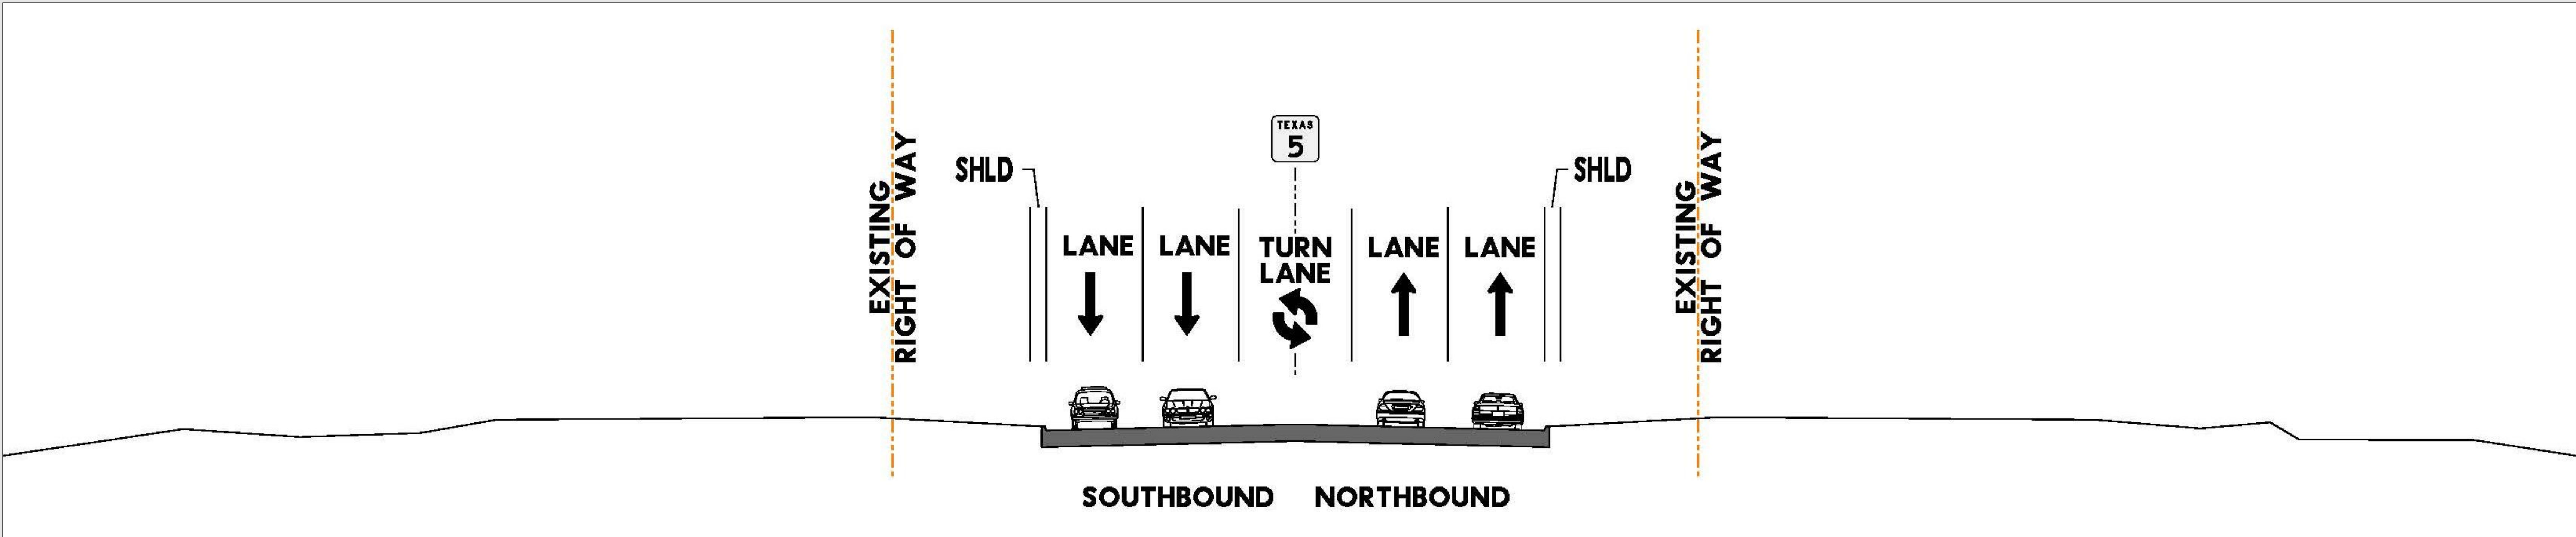 TEXAS
5
SHLD
SHLD
EXISTING
RIGHT OF WAY
LANE
LANE
TURN
LANE
LANE
LANE
EXISTING
RIGHT OF WAY
SOUTHBOUND
NORTHBOUND